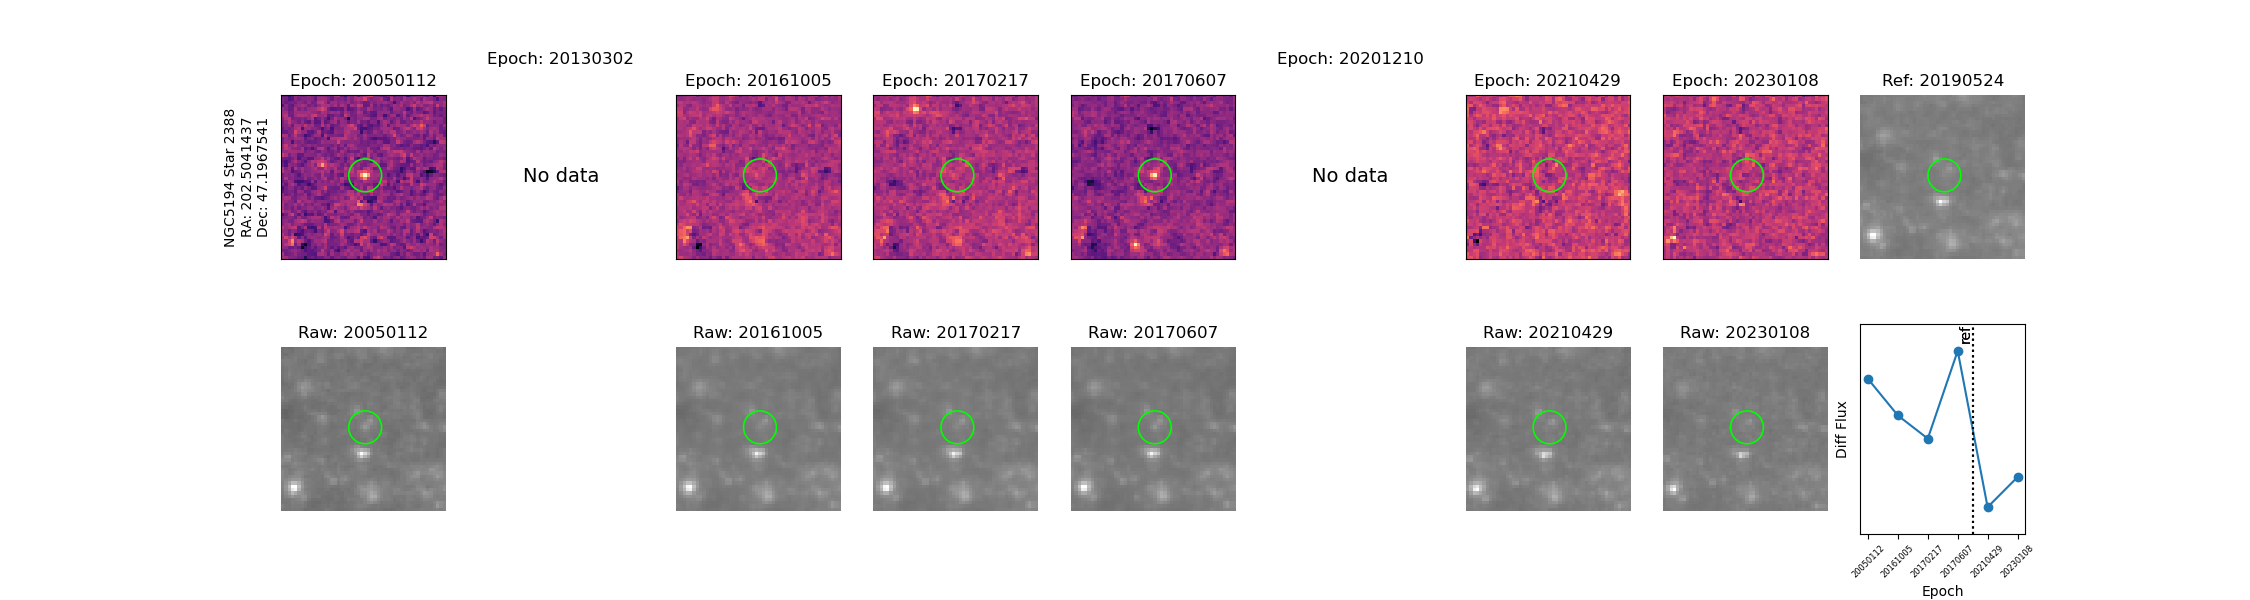 Epoch: 20130302
Epoch: 20201210
Epoch: 20050112
Epoch: 20161005
Epoch: 20170217
Epoch: 20170607
Epoch: 20210429
Epoch: 20230108
Ref: 20190524
NGC5194 Star 2388
RA: 202.5041437
Dec: 47.1967541
No data
No data
Raw: 20050112
Raw: 20161005
Raw: 20170217
Raw: 20170607
Raw: 20210429
Raw: 20230108
ref
Diff Flux
20050112
20161005
20170217
20170607
20210429
20230108
Epoch